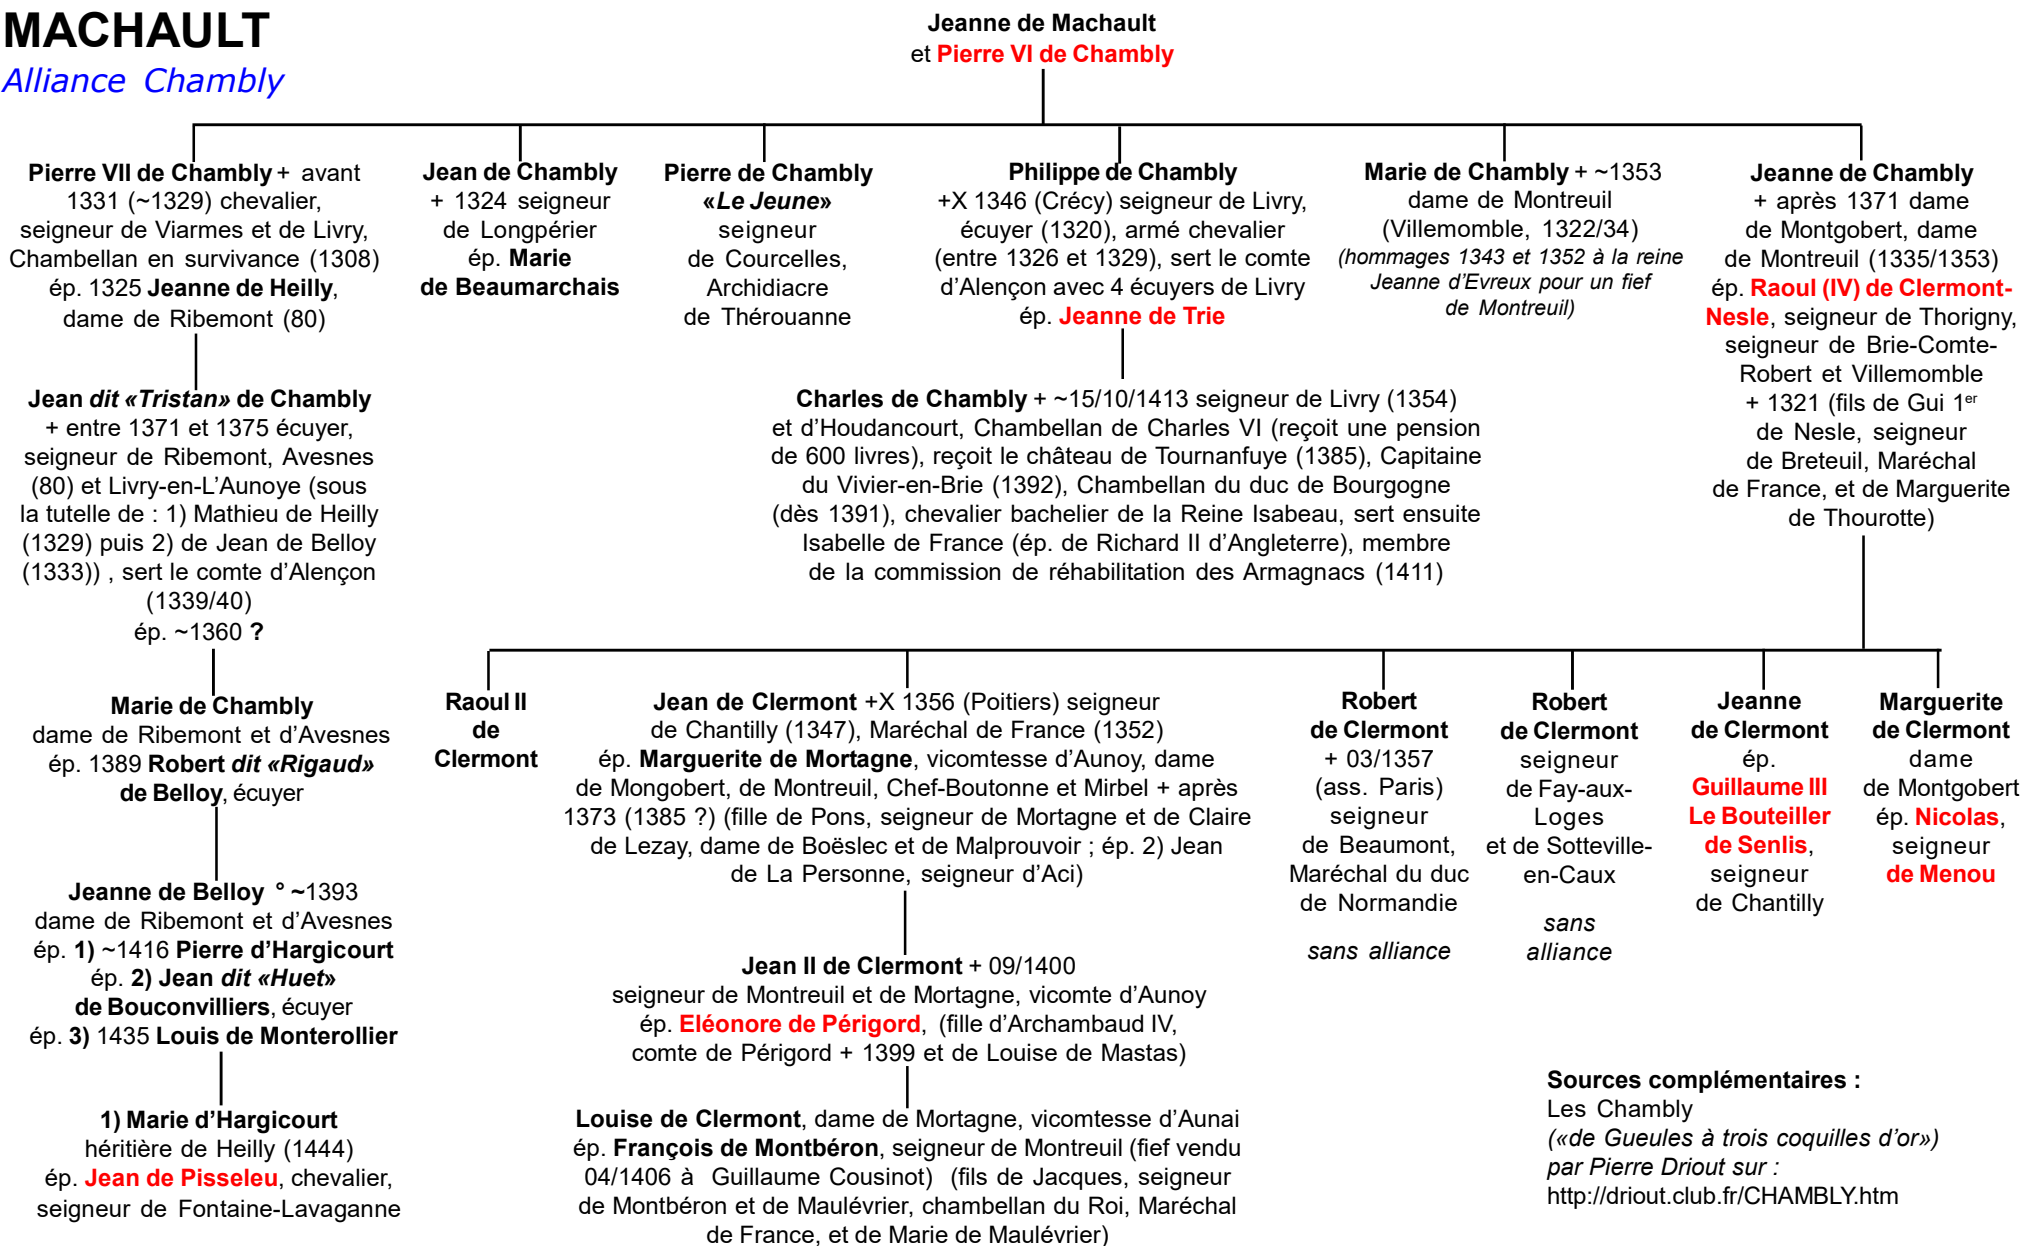 MACHAULT
Alliance Chambly
Jeanne de Machault
et Pierre VI de Chambly
Pierre VII de Chambly + avant
1331 (~1329) chevalier,
seigneur de Viarmes et de Livry,
Chambellan en survivance (1308)
ép. 1325 Jeanne de Heilly,
dame de Ribemont (80)
Jean de Chambly
+ 1324 seigneur
de Longpérier
ép. Marie
de Beaumarchais
Pierre de Chambly
«Le Jeune»
seigneur
de Courcelles,
Archidiacre
de Thérouanne
Philippe de Chambly
+X 1346 (Crécy) seigneur de Livry,
écuyer (1320), armé chevalier
(entre 1326 et 1329), sert le comte
d'Alençon avec 4 écuyers de Livry
ép. Jeanne de Trie
Marie de Chambly + ~1353
dame de Montreuil
(Villemomble, 1322/34)
(hommages 1343 et 1352 à la reine
Jeanne d'Evreux pour un fief
de Montreuil)
Jeanne de Chambly
+ après 1371 dame
de Montgobert, dame
de Montreuil (1335/1353)
ép. Raoul (IV) de Clermont-
Nesle, seigneur de Thorigny,
seigneur de Brie-Comte-
Robert et Villemomble
+ 1321 (fils de Gui 1er
de Nesle, seigneur
de Breteuil, Maréchal
de France, et de Marguerite
de Thourotte)
Jean dit «Tristan» de Chambly
+ entre 1371 et 1375 écuyer,
seigneur de Ribemont, Avesnes
(80) et Livry-en-L'Aunoye (sous
la tutelle de : 1) Mathieu de Heilly
(1329) puis 2) de Jean de Belloy
(1333)) , sert le comte d'Alençon
(1339/40)
ép. ~1360 ?
Charles de Chambly + ~15/10/1413 seigneur de Livry (1354)
et d'Houdancourt, Chambellan de Charles VI (reçoit une pension
de 600 livres), reçoit le château de Tournanfuye (1385), Capitaine
du Vivier-en-Brie (1392), Chambellan du duc de Bourgogne
(dès 1391), chevalier bachelier de la Reine Isabeau, sert ensuite
Isabelle de France (ép. de Richard II d'Angleterre), membre
de la commission de réhabilitation des Armagnacs (1411)
Marie de Chambly
dame de Ribemont et d'Avesnes
ép. 1389 Robert dit «Rigaud»
de Belloy, écuyer
Raoul II
de
Clermont
Jean de Clermont +X 1356 (Poitiers) seigneur
de Chantilly (1347), Maréchal de France (1352)
ép. Marguerite de Mortagne, vicomtesse d'Aunoy, dame
de Mongobert, de Montreuil, Chef-Boutonne et Mirbel + après
1373 (1385 ?) (fille de Pons, seigneur de Mortagne et de Claire
de Lezay, dame de Boëslec et de Malprouvoir ; ép. 2) Jean
de La Personne, seigneur d'Aci)
Robert
de Clermont
+ 03/1357
(ass. Paris)
seigneur
de Beaumont,
Maréchal du duc
de Normandie
sans alliance
Robert
de Clermont
seigneur
de Fay-aux-
Loges
et de Sotteville-
en-Caux
sans
alliance
Jeanne
de Clermont
ép.
Guillaume III
Le Bouteiller
de Senlis,
seigneur
de Chantilly
Marguerite
de Clermont
dame
de Montgobert
ép. Nicolas,
seigneur
de Menou
Jeanne de Belloy ° ~1393
dame de Ribemont et d'Avesnes
ép. 1) ~1416 Pierre d'Hargicourt
ép. 2) Jean dit «Huet»
de Bouconvilliers, écuyer
ép. 3) 1435 Louis de Monterollier
Jean II de Clermont + 09/1400
seigneur de Montreuil et de Mortagne, vicomte d'Aunoy
ép. Eléonore de Périgord, (fille d'Archambaud IV,
comte de Périgord + 1399 et de Louise de Mastas)
1) Marie d'Hargicourt
héritière de Heilly (1444)
ép. Jean de Pisseleu, chevalier,
seigneur de Fontaine-Lavaganne
Louise de Clermont, dame de Mortagne, vicomtesse d'Aunai
ép. François de Montbéron, seigneur de Montreuil (fief vendu
04/1406 à Guillaume Cousinot) (fils de Jacques, seigneur
de Montbéron et de Maulévrier, chambellan du Roi, Maréchal
de France, et de Marie de Maulévrier)
Sources complémentaires :
Les Chambly
(«de Gueules à trois coquilles d'or»)
par Pierre Driout sur :
http://driout.club.fr/CHAMBLY.htm